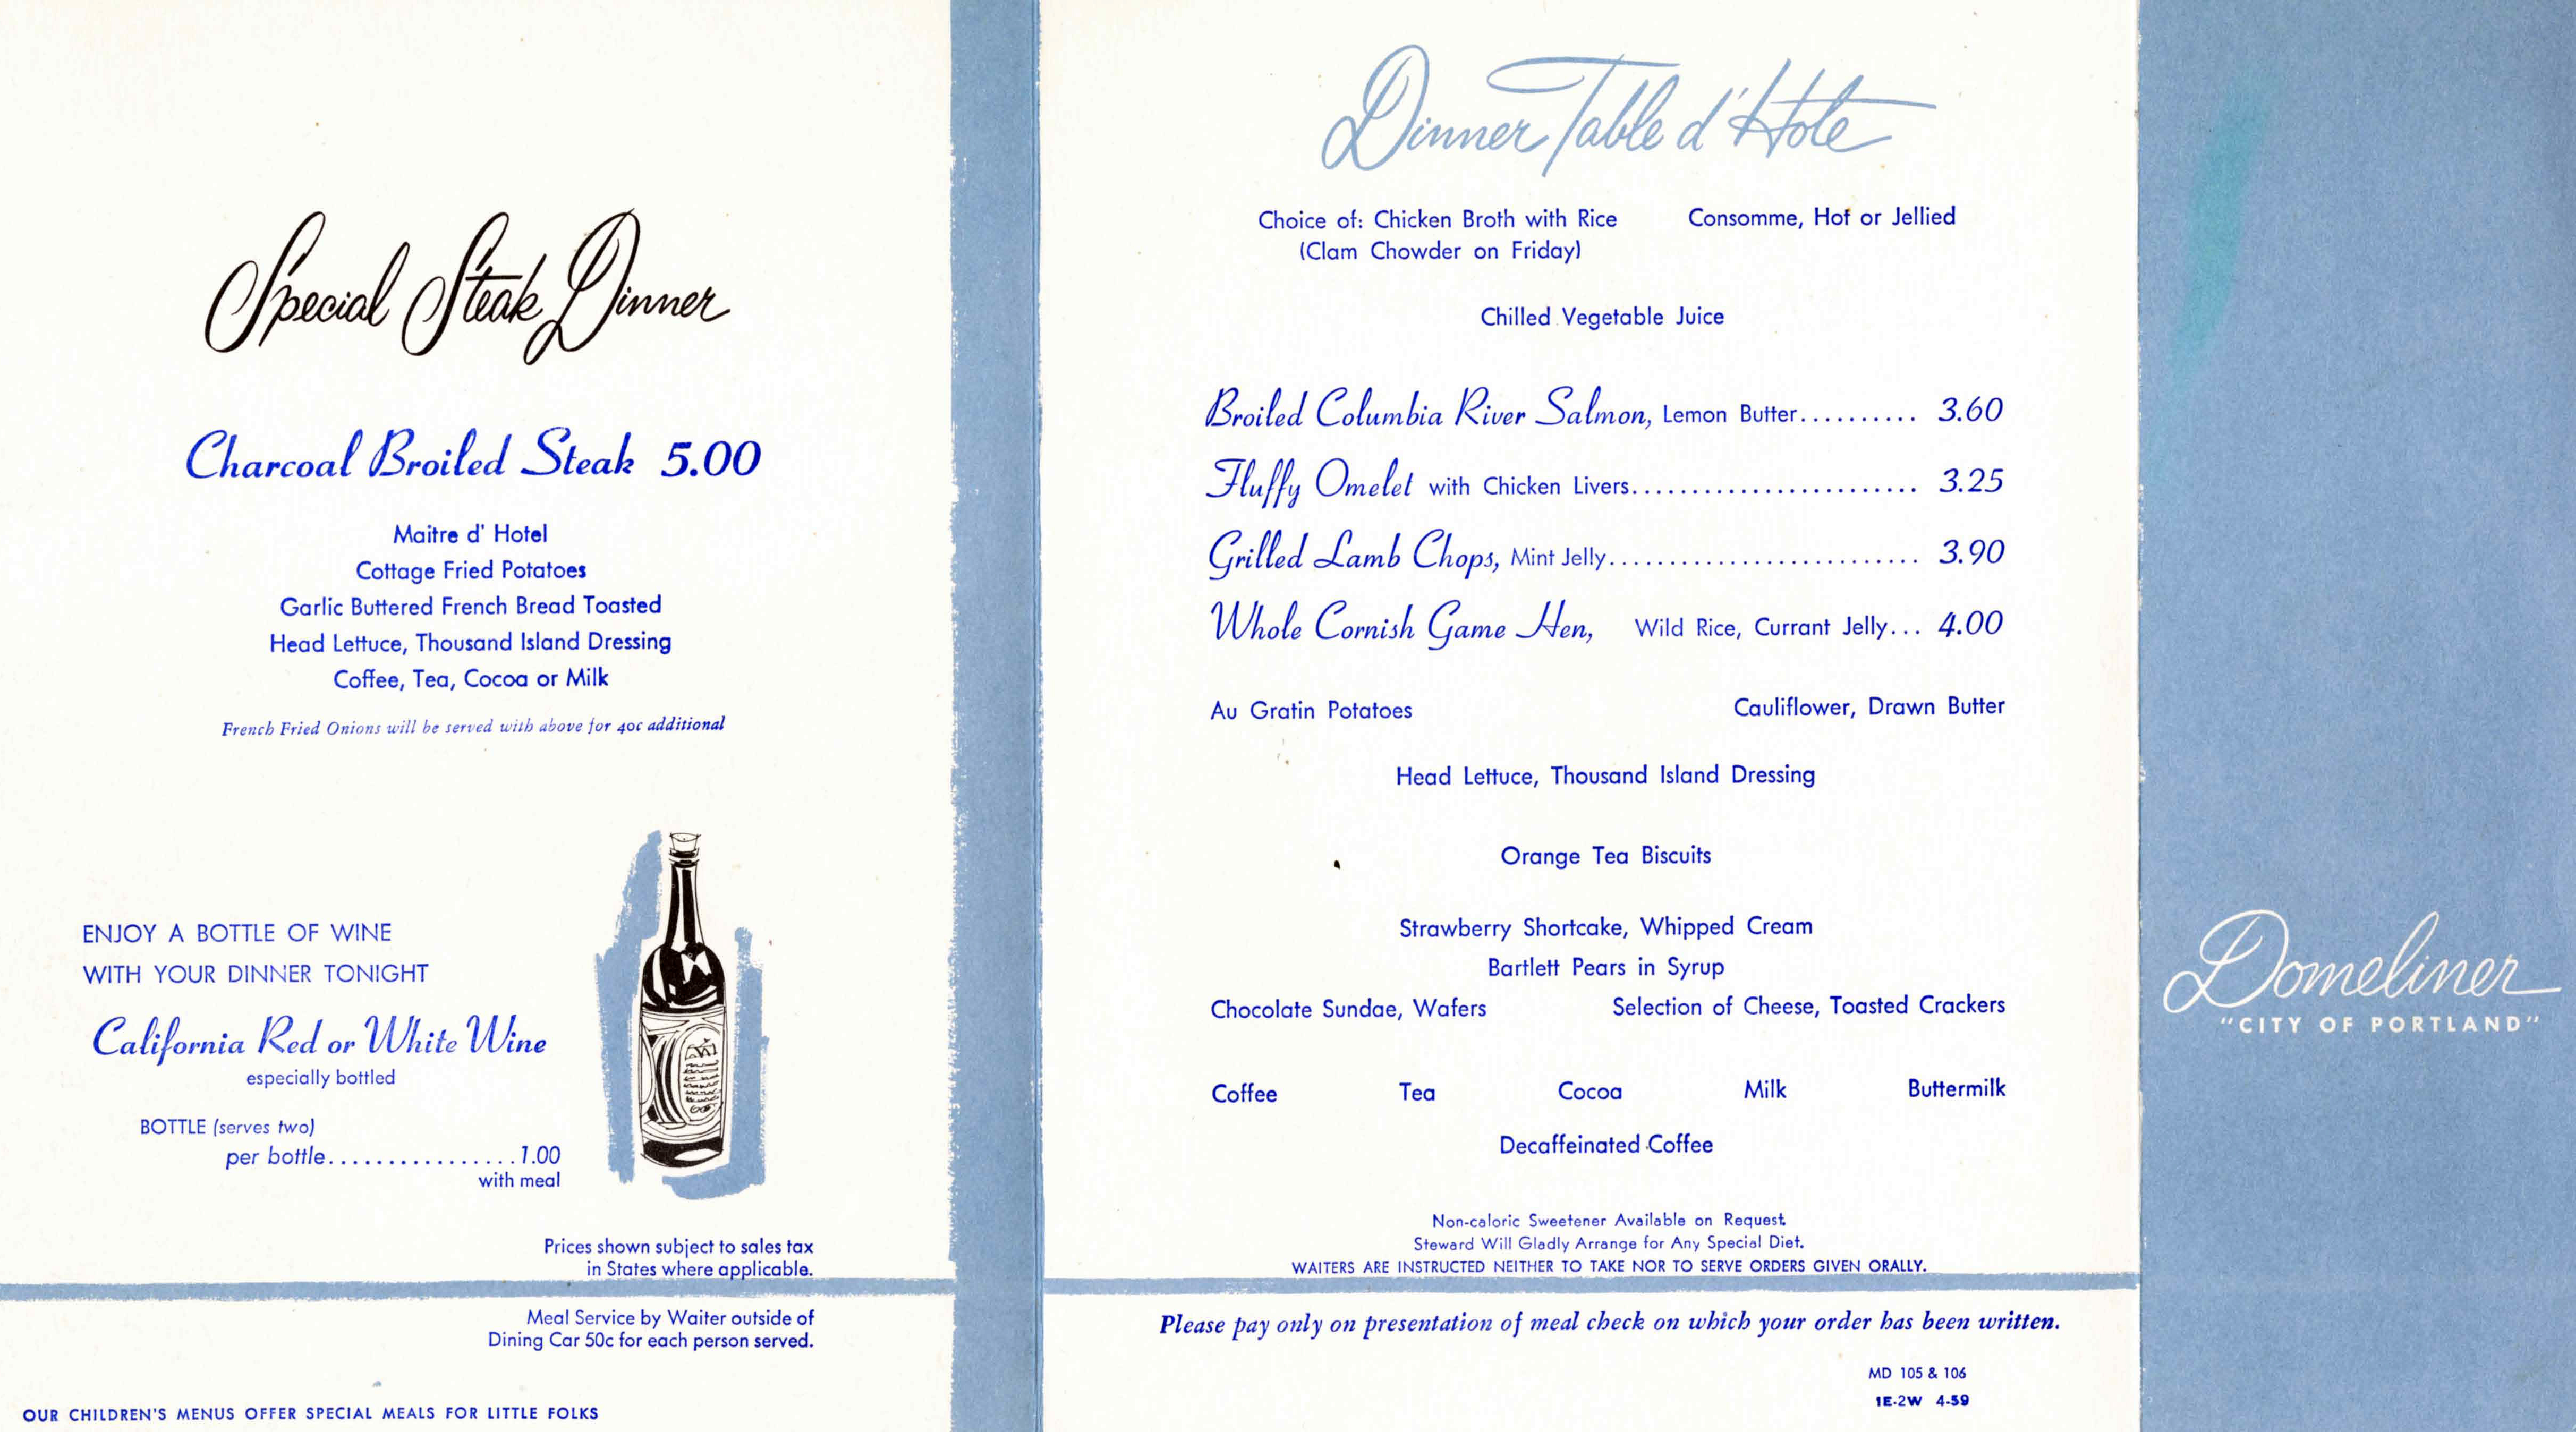 Special Steak Dinner
Charcoal Broiled Steak 5.00
Maitre d' Hotel
Cottage Fried Potatoes
Garlic Buttered French Bread Toasted
Head Lettuce, Thousand Island Dressing
Coffee, Tea, Cocoa or Milk
French Fried Onions will be served with above for 40c additional
ENJOY A BOTTLE OF WINE
WITH YOUR DINNER TONIGHT
California Red or White Wine
especially bottled
BOTTLE (serves two)
per bottle................1.00
with meal
Prices shown subject to sales tax
in States where applicable.
Meal Service by Waiter outside of
Dining Car 50c for each person served.
OUR CHILDREN'S MENUS OFFER SPECIAL MEALS FOR LITTLE FOLKS
Dinner Table d'Hote
Choice of: Chicken Broth with Rice Consomme, Hot or Jellied
(Clam Chowder on Friday)
Chilled Vegetable Juice
Broiled Columbia River Salmon, Lemon Butter.......... 3.60
Fluffy Omelet with Chicken Livers........................ 3.25
Grilled Lamb Chops, Mint Jelly.......................... 3.90
Whole Cornish Game Hen, Wild Rice, Currant Jelly... 4.00
Au Gratin Potatoes Cauliflower, Drawn Butter
Head Lettuce, Thousand Island Dressing
Orange Tea Biscuits
Strawberry Shortcake, Whipped Cream
Bartlett Pears in Syrup
Chocolate Sundae, Wafers Selection of Cheese, Toasted Crackers
Coffee Tea Cocoa Milk Buttermilk
Decaffeinated Coffee
Non-caloric Sweetener Available on Request.
Steward Will Gladly Arrange for Any Special Diet.
WAITERS ARE INSTRUCTED NEITHER TO TAKE NOR TO SERVE ORDERS GIVEN ORALLY.
Please pay only on presentation of meal check on which your order has been written.
MD 105 & 106
1E-2W 4-59
Domeliner
"CITY OF PORTLAND"